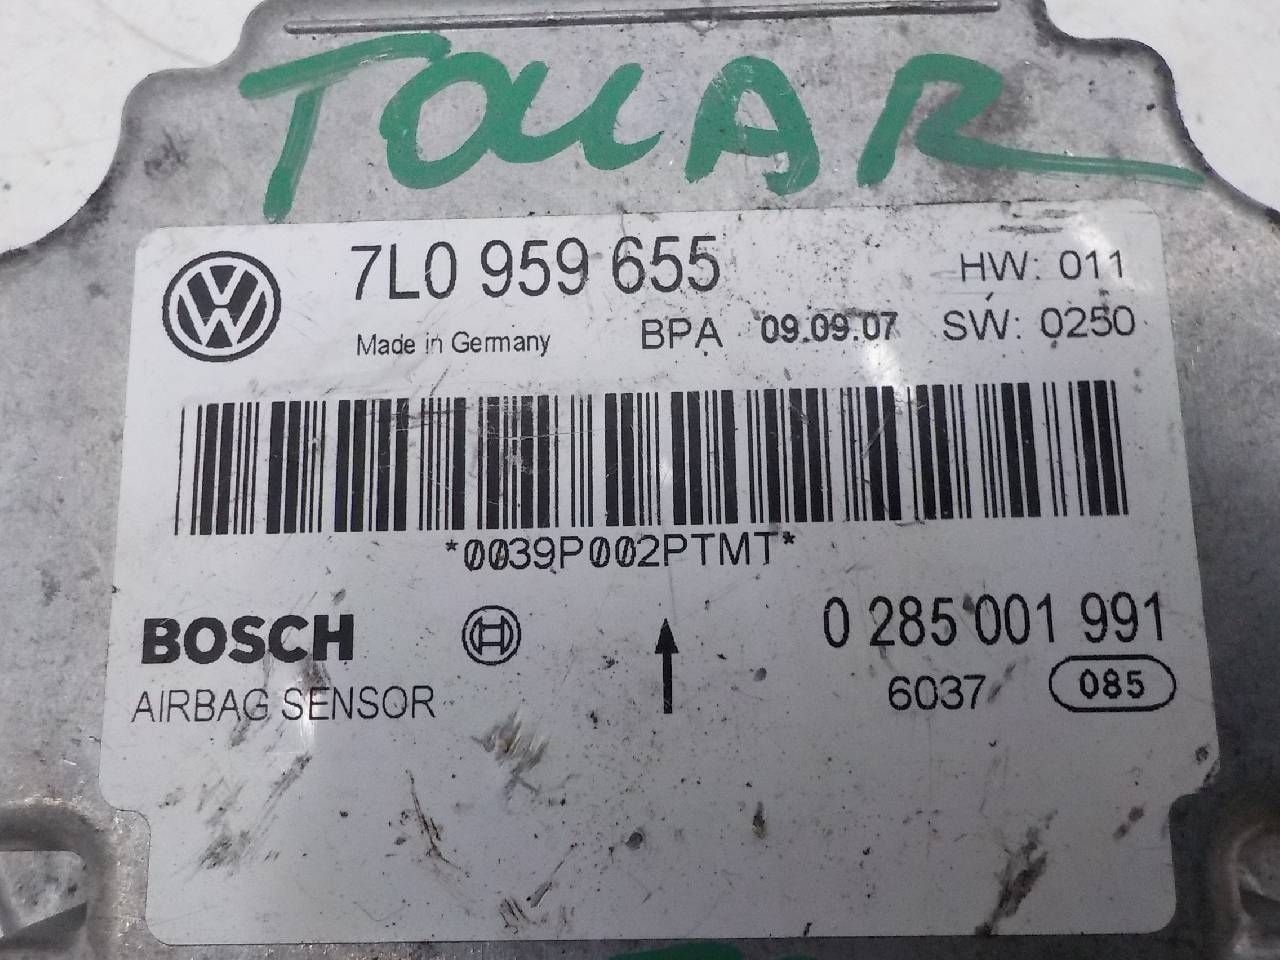 TOUAR
7L0 959 655 HW: 011
Made in Germany BPA 09.09.07 SW: 0250
*0039P002PTMT*
BOSCH 0 285 001 991
AIRBAG SENSOR 6037 085